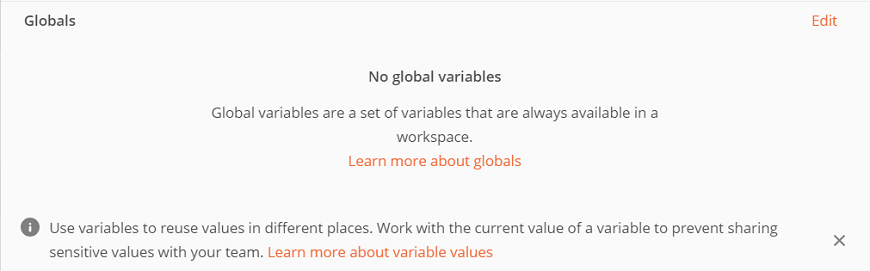 Globals
Edit
No global variables
Global variables are a set of variables that are always available in a
workspace.
Learn more about globals
Use variables to reuse values in different places. Work with the current value of a variable to prevent sharing
sensitive values with your team. Learn more about variable values